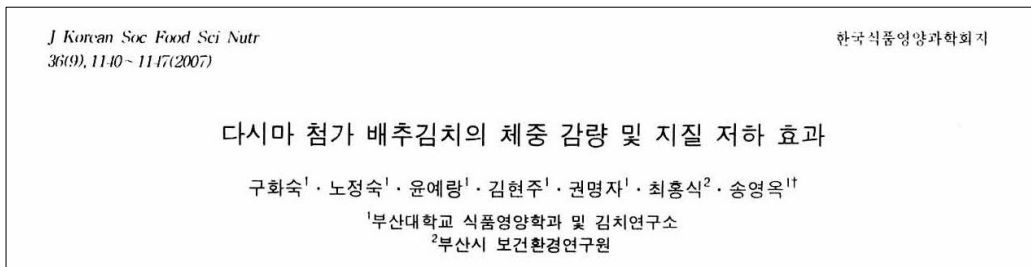 J Korean Soc Food Sci Nutr
한국식품영양과학회지
36(9), 1140~1147(2007)
다시마 첨가 배추김치의 체중 감량 및 지질 저하 효과
구화숙¹·노정숙¹·윤예랑¹·김현주¹·권명자¹·최홍식²·송영옥¹†
¹부산대학교 식품영양학과 및 김치연구소
²부산시 보건환경연구원